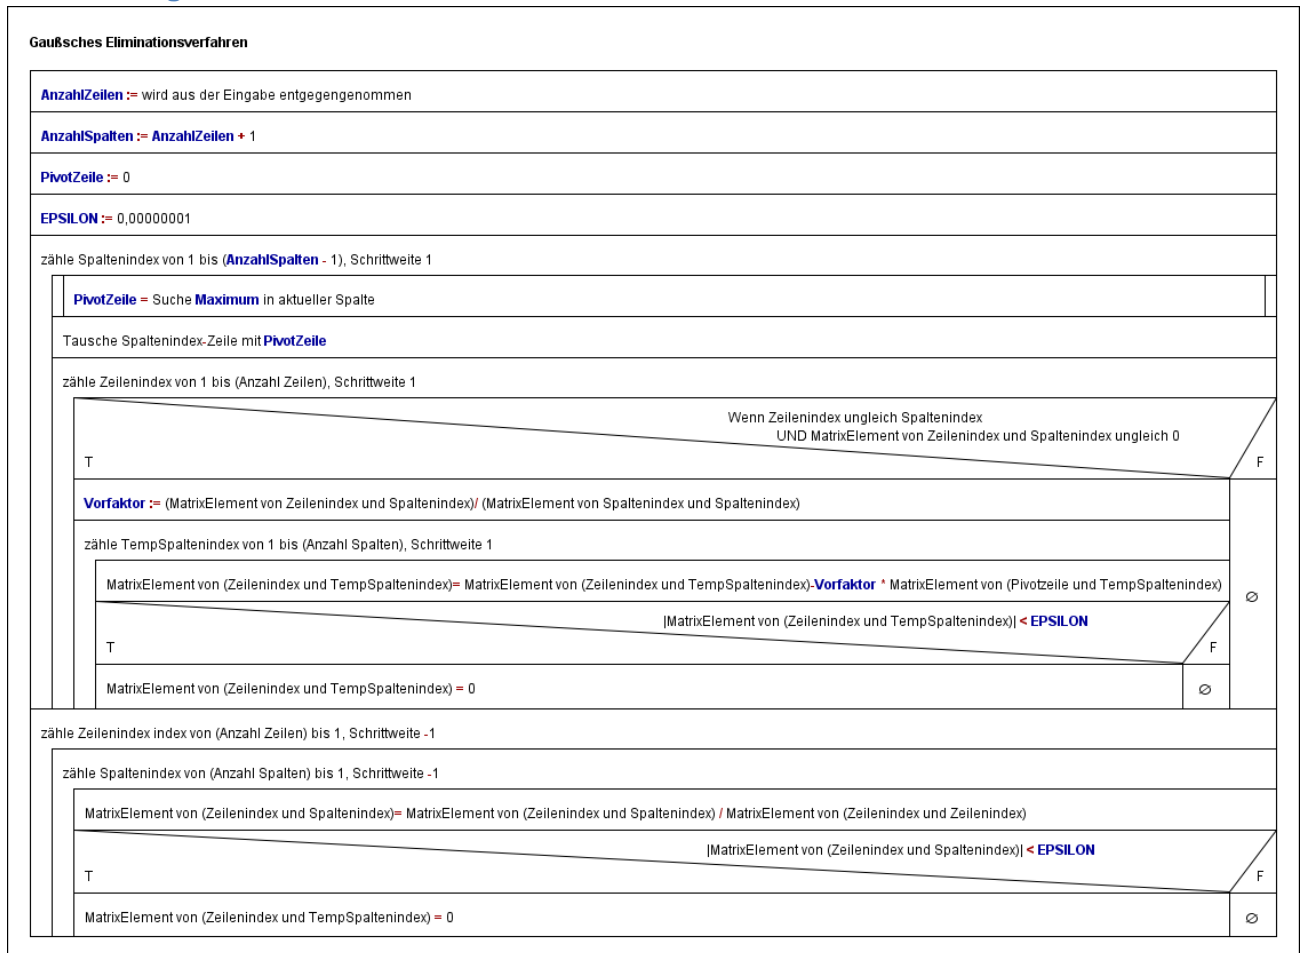 Gaußsches Eliminationsverfahren
AnzahlZeilen := wird aus der Eingabe entgegengenommen
AnzahlSpalten := AnzahlZeilen + 1
PivotZeile := 0
EPSILON := 0,00000001
zähle Spaltenindex von 1 bis (AnzahlSpalten - 1), Schrittweite 1
PivotZeile = Suche Maximum in aktueller Spalte
Tausche Spaltenindex-Zeile mit PivotZeile
zähle Zeilenindex von 1 bis (Anzahl Zeilen), Schrittweite 1
Wenn Zeilenindex ungleich Spaltenindex
UND MatrixElement von Zeilenindex und Spaltenindex ungleich 0
T F
Vorfaktor := (MatrixElement von Zeilenindex und Spaltenindex)/ (MatrixElement von Spaltenindex und Spaltenindex)
zähle TempSpaltenindex von 1 bis (Anzahl Spalten), Schrittweite 1
MatrixElement von (Zeilenindex und TempSpaltenindex)= MatrixElement von (Zeilenindex und TempSpaltenindex)-Vorfaktor * MatrixElement von (Pivotzeile und TempSpaltenindex)
∅
|MatrixElement von (Zeilenindex und TempSpaltenindex)| < EPSILON
T F
MatrixElement von (Zeilenindex und TempSpaltenindex) = 0 ∅
zähle Zeilenindex index von (Anzahl Zeilen) bis 1, Schrittweite -1
zähle Spaltenindex von (Anzahl Spalten) bis 1, Schrittweite -1
MatrixElement von (Zeilenindex und Spaltenindex)= MatrixElement von (Zeilenindex und Spaltenindex) / MatrixElement von (Zeilenindex und Zeilenindex)
|MatrixElement von (Zeilenindex und Spaltenindex)| < EPSILON
T F
MatrixElement von (Zeilenindex und TempSpaltenindex) = 0 ∅